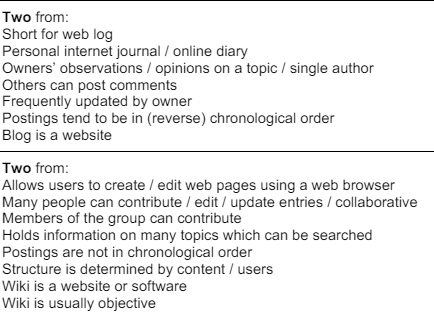 Two from:
Short for web log
Personal internet journal / online diary
Owners' observations / opinions on a topic / single author
Others can post comments
Frequently updated by owner
Postings tend to be in (reverse) chronological order
Blog is a website
Two from:
Allows users to create / edit web pages using a web browser
Many people can contribute / edit / update entries / collaborative
Members of the group can contribute
Holds information on many topics which can be searched
Postings are not in chronological order
Structure is determined by content / users
Wiki is a website or software
Wiki is usually objective